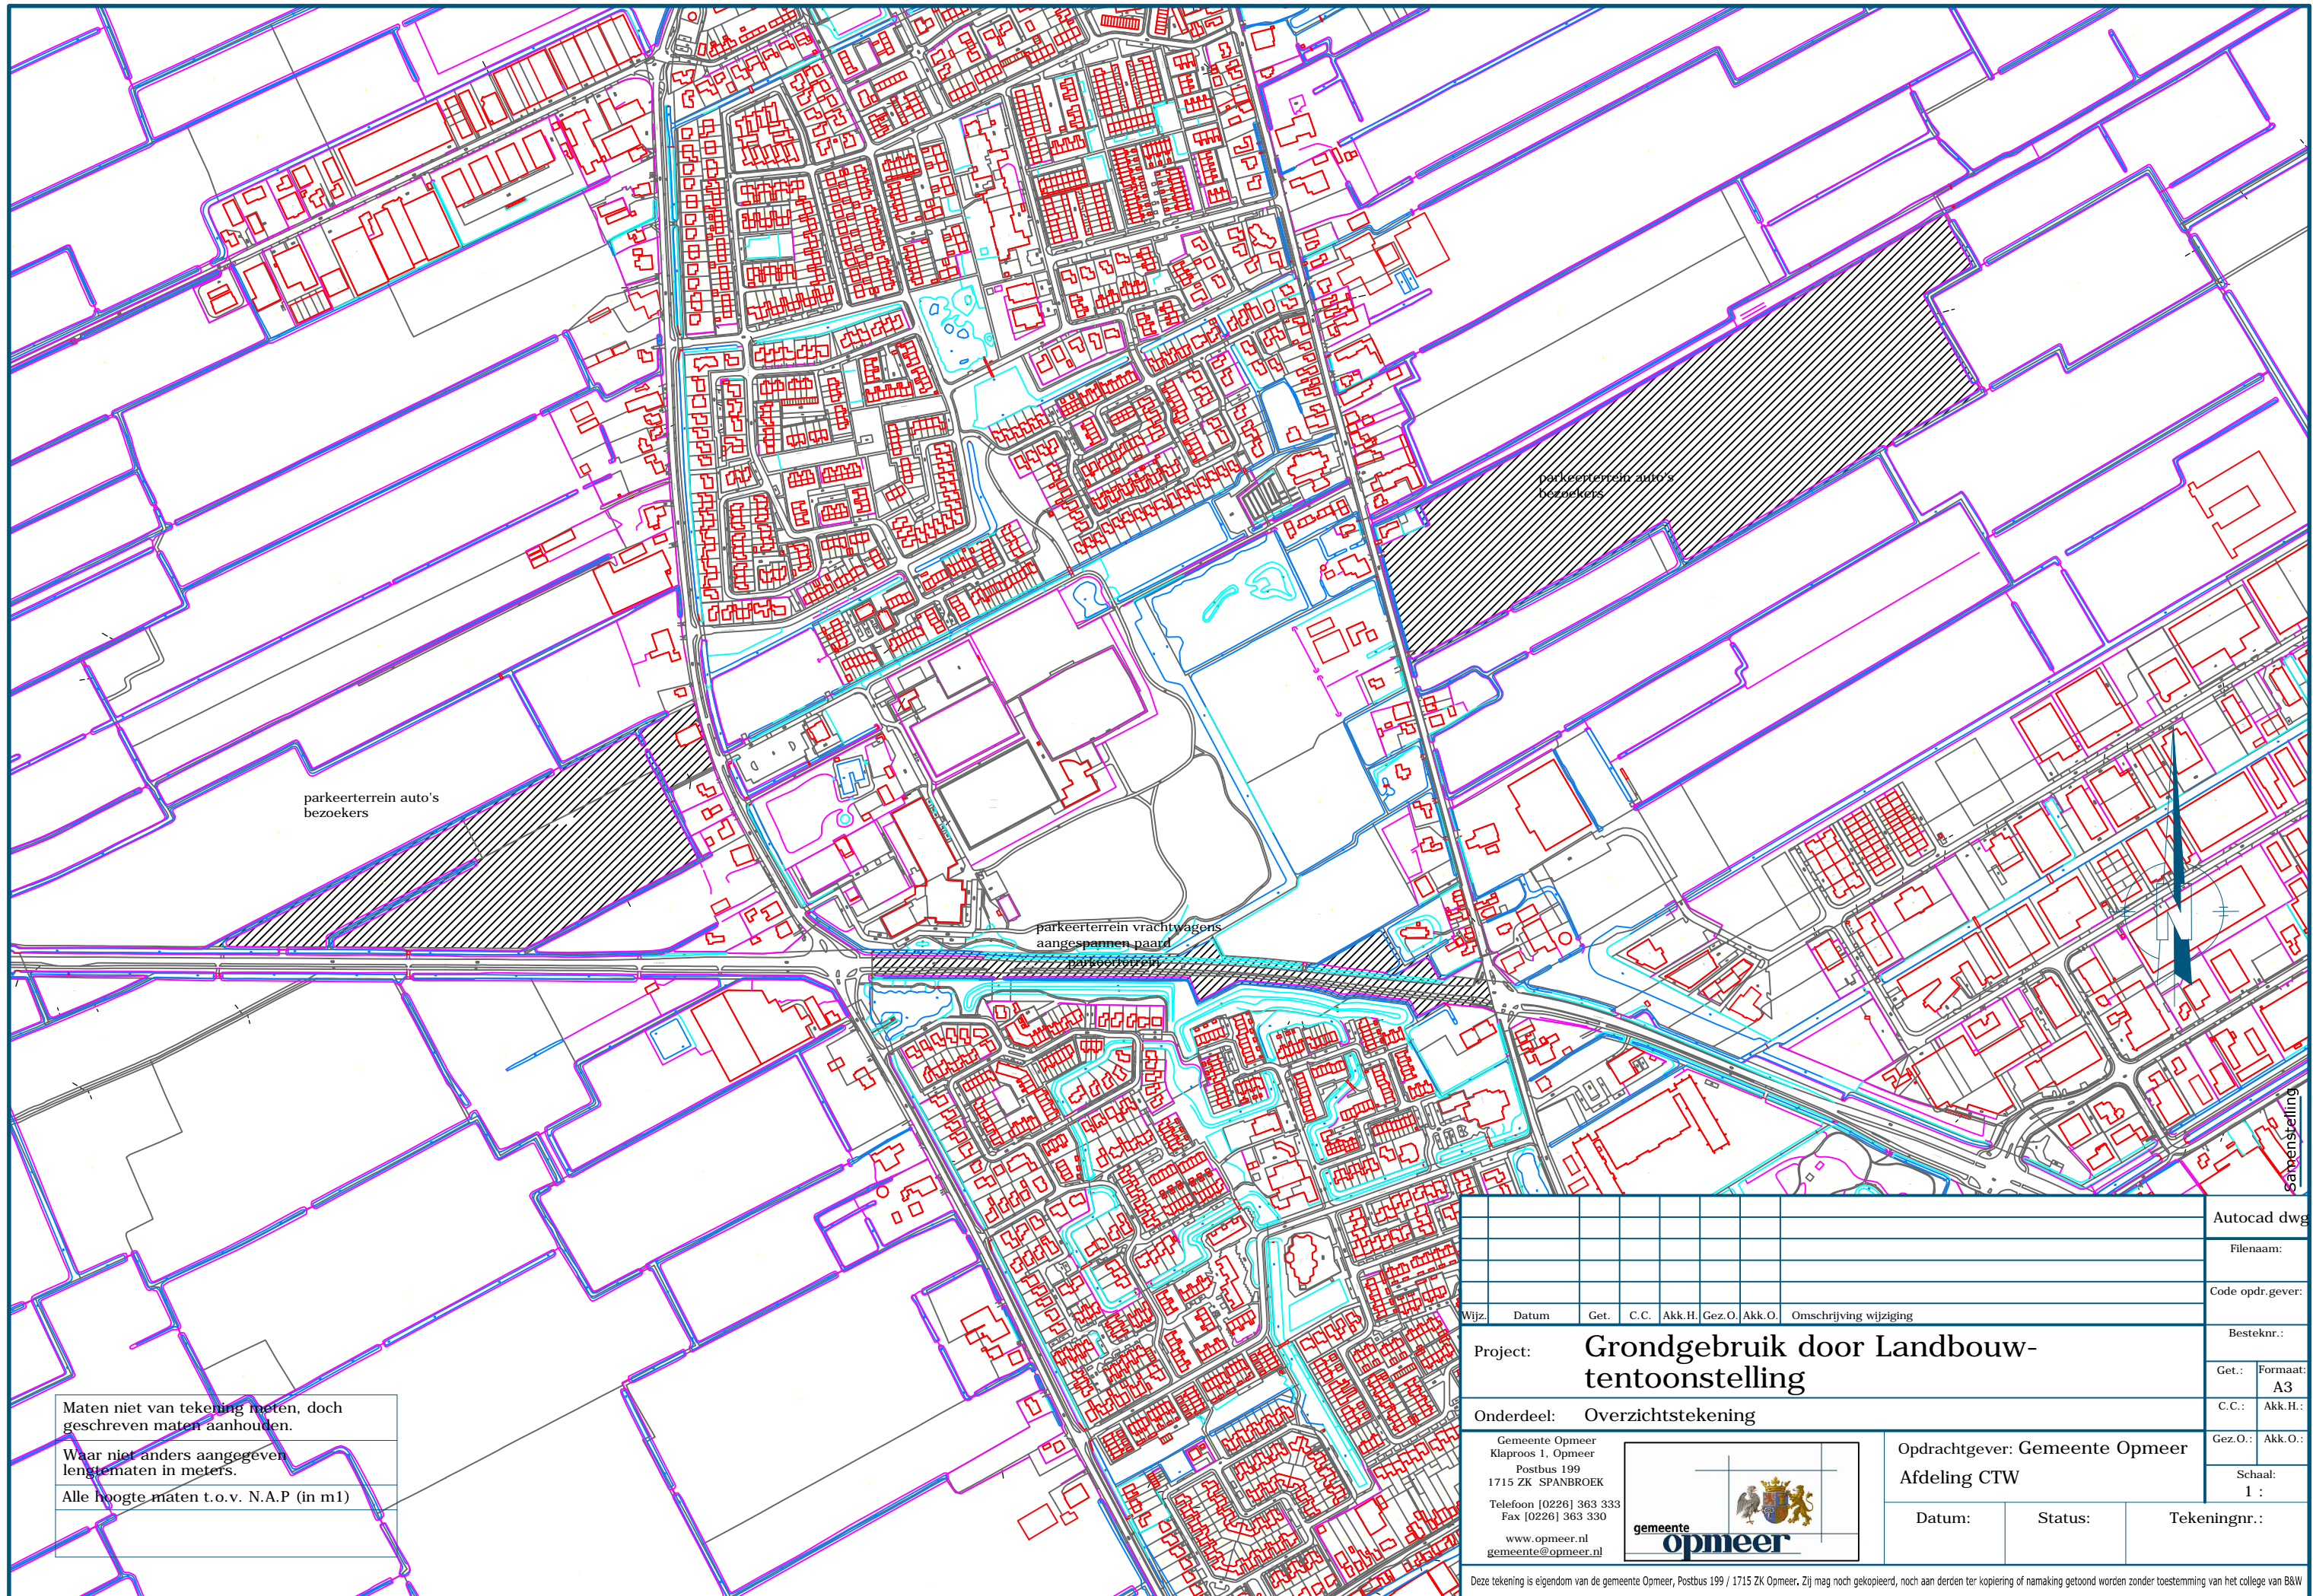 parkeerterrein auto's
bezoekers
parkeerterrein auto's
bezoekers
parkeerterrein vrachtwagens
aangespannen paard
parkeerterrein
Samenstelling
Maten niet van tekening meten, doch
geschreven maten aanhouden.
Waar niet anders aangegeven
lengtematen in meters.
Alle hoogte maten t.o.v. N.A.P (in m1)
Wijz. Datum Get. C.C. Akk.H. Gez.O. Akk.O. Omschrijving wijziging
Autocad dwg
Filenaam:
Code opdr.gever:
Besteknr.:
Get.: Formaat:
A3
C.C.: Akk.H.:
Gez.O.: Akk.O.:
Schaal:
1 :
Project: Grondgebruik door Landbouw-
tentoonstelling
Onderdeel: Overzichtstekening
Gemeente Opmeer
Klaproos 1, Opmeer
Postbus 199
1715 ZK SPANBROEK
Telefoon [0226] 363 333
Fax [0226] 363 330
www.opmeer.nl
gemeente@opmeer.nl
gemeente
opmeer
Opdrachtgever: Gemeente Opmeer
Afdeling CTW
Datum: Status: Tekeningnr.:
Deze tekening is eigendom van de gemeente Opmeer, Postbus 199 / 1715 ZK Opmeer. Zij mag noch gekopieerd, noch aan derden ter kopiering of namaking getoond worden zonder toestemming van het college van B&W